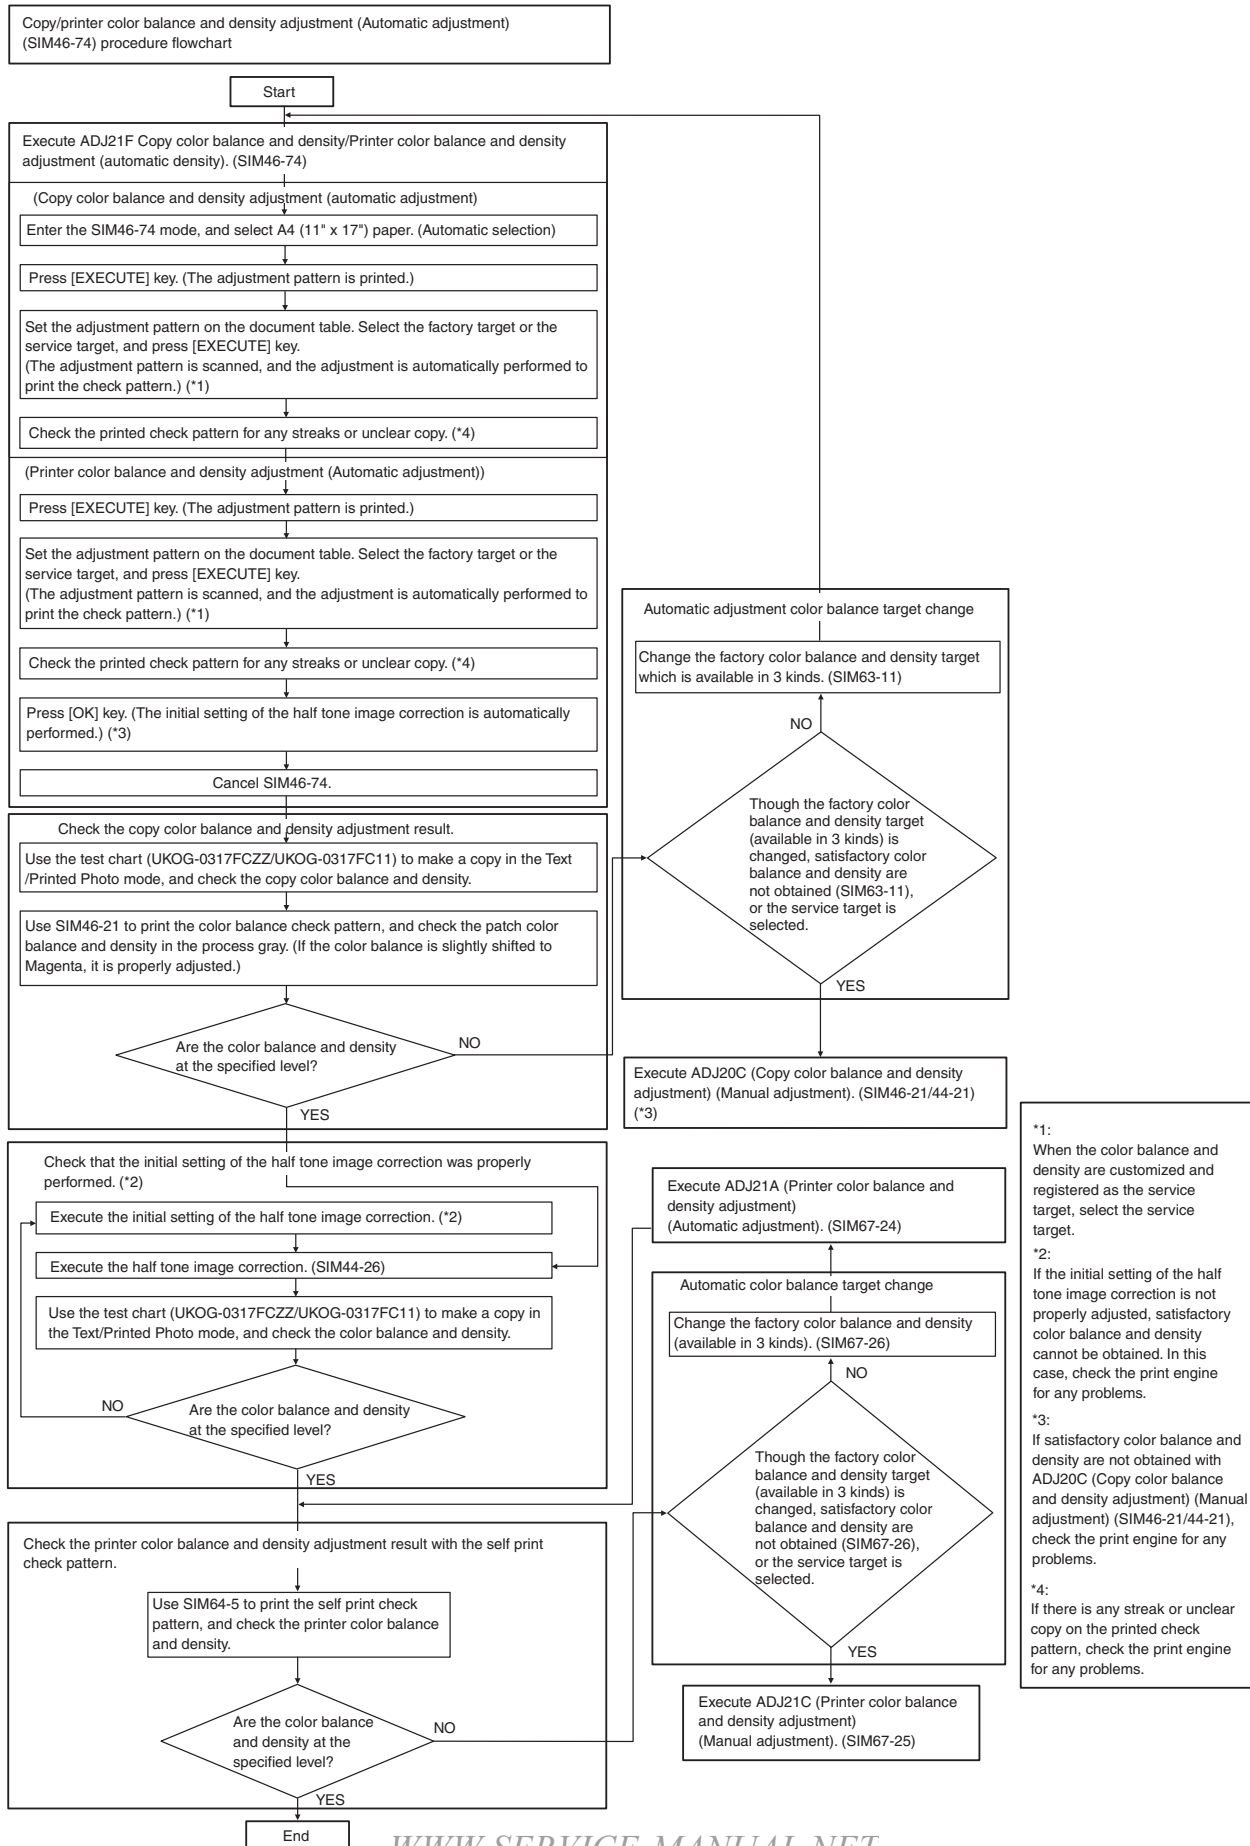 Copy/printer color balance and density adjustment (Automatic adjustment)
(SIM46-74) procedure flowchart
Start
Execute ADJ21F Copy color balance and density/Printer color balance and density
adjustment (automatic density). (SIM46-74)
(Copy color balance and density adjustment (automatic adjustment)
Enter the SIM46-74 mode, and select A4 (11" x 17") paper. (Automatic selection)
Press [EXECUTE] key. (The adjustment pattern is printed.)
Set the adjustment pattern on the document table. Select the factory target or the
service target, and press [EXECUTE] key.
(The adjustment pattern is scanned, and the adjustment is automatically performed to
print the check pattern.) (*1)
Check the printed check pattern for any streaks or unclear copy. (*4)
(Printer color balance and density adjustment (Automatic adjustment))
Press [EXECUTE] key. (The adjustment pattern is printed.)
Set the adjustment pattern on the document table. Select the factory target or the
service target, and press [EXECUTE] key.
(The adjustment pattern is scanned, and the adjustment is automatically performed to
print the check pattern.) (*1)
Check the printed check pattern for any streaks or unclear copy. (*4)
Press [OK] key. (The initial setting of the half tone image correction is automatically
performed.) (*3)
Cancel SIM46-74.
Check the copy color balance and density adjustment result.
Use the test chart (UKOG-0317FCZZ/UKOG-0317FC11) to make a copy in the Text
/Printed Photo mode, and check the copy color balance and density.
Use SIM46-21 to print the color balance check pattern, and check the patch color
balance and density in the process gray. (If the color balance is slightly shifted to
Magenta, it is properly adjusted.)
Are the color balance and density
at the specified level?
NO
YES
Automatic adjustment color balance target change
Change the factory color balance and density target
which is available in 3 kinds. (SIM63-11)
NO
Though the factory color
balance and density target
(available in 3 kinds) is
changed, satisfactory color
balance and density are
not obtained (SIM63-11),
or the service target is
selected.
YES
Execute ADJ20C (Copy color balance and density
adjustment) (Manual adjustment). (SIM46-21/44-21)
(*3)
Check that the initial setting of the half tone image correction was properly
performed. (*2)
Execute the initial setting of the half tone image correction. (*2)
Execute the half tone image correction. (SIM44-26)
Use the test chart (UKOG-0317FCZZ/UKOG-0317FC11) to make a copy in
the Text/Printed Photo mode, and check the color balance and density.
NO
Are the color balance and density
at the specified level?
YES
Execute ADJ21A (Printer color balance and
density adjustment)
(Automatic adjustment). (SIM67-24)
Automatic color balance target change
Change the factory color balance and density
(available in 3 kinds). (SIM67-26)
NO
Though the factory color
balance and density target
(available in 3 kinds) is
changed, satisfactory color
balance and density are
not obtained (SIM67-26),
or the service target is
selected.
YES
Execute ADJ21C (Printer color balance
and density adjustment)
(Manual adjustment). (SIM67-25)
Check the printer color balance and density adjustment result with the self print
check pattern.
Use SIM64-5 to print the self print check
pattern, and check the printer color balance
and density.
Are the color balance
and density at the
specified level?
NO
YES
End
*1:
When the color balance and
density are customized and
registered as the service
target, select the service
target.
*2:
If the initial setting of the half
tone image correction is not
properly adjusted, satisfactory
color balance and density
cannot be obtained. In this
case, check the print engine
for any problems.
*3:
If satisfactory color balance and
density are not obtained with
ADJ20C (Copy color balance
and density adjustment) (Manual
adjustment) (SIM46-21/44-21),
check the print engine for any
problems.
*4:
If there is any streak or unclear
copy on the printed check
pattern, check the print engine
for any problems.
WWW.SERVICE-MANUAL.NET